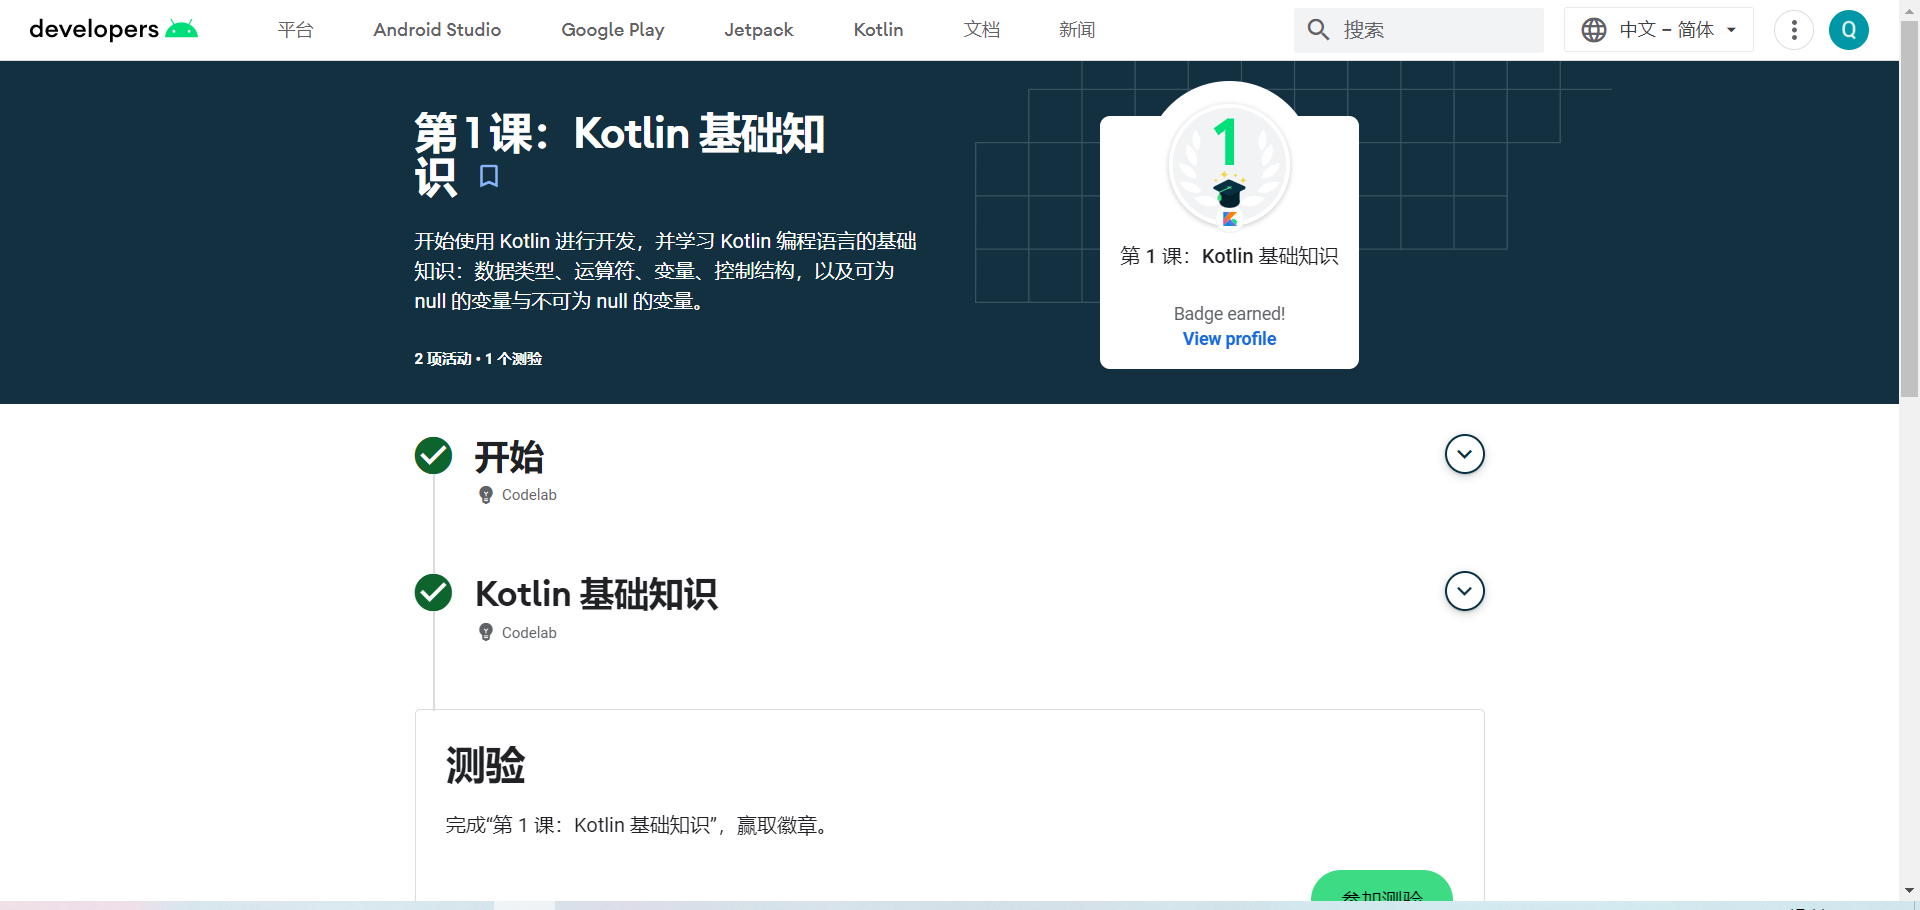 developers
平台
Android Studio
Google Play
Jetpack
Kotlin
文档
新闻
搜索
中文 – 简体
Q
第 1 课：Kotlin 基础知
识
开始使用 Kotlin 进行开发，并学习 Kotlin 编程语言的基础
知识：数据类型、运算符、变量、控制结构，以及可为
null 的变量与不可为 null 的变量。
2 项活动 • 1 个测验
1
第 1 课：Kotlin 基础知识
Badge earned!
View profile
开始
Codelab
Kotlin 基础知识
Codelab
测验
完成“第 1 课：Kotlin 基础知识”，赢取徽章。
参加测验